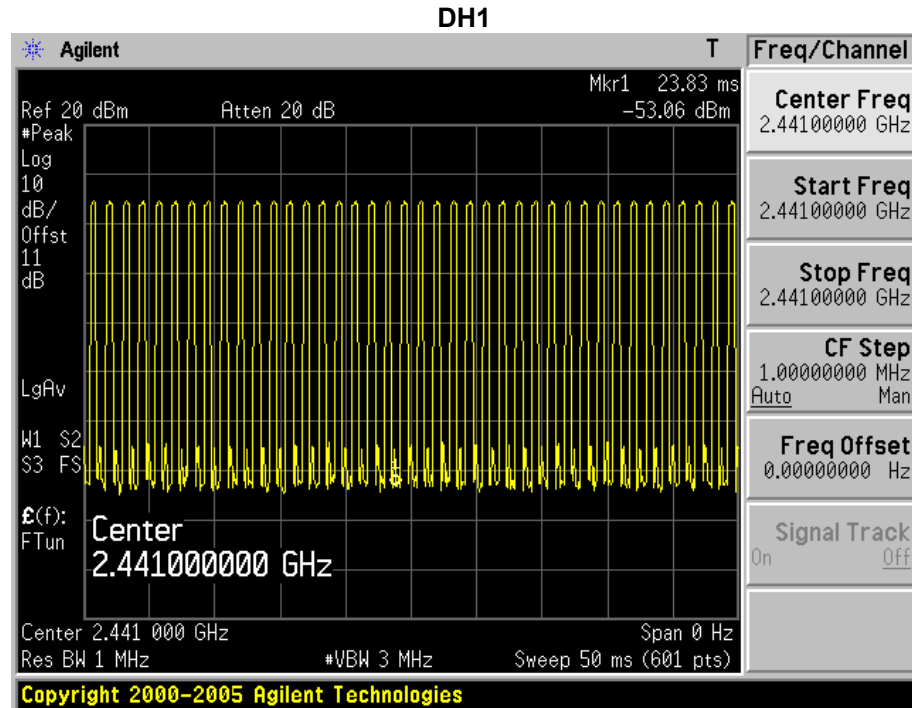 DH1
Agilent T
Mkr1 23.83 ms
Ref 20 dBm Atten 20 dB -53.06 dBm
#Peak
Log
10
dB/
Offst
11
dB
LgAv
W1 S2
S3 FS
£(f):
FTun
1
Center
2.441000000 GHz
Center 2.441 000 GHz Span 0 Hz
Res BW 1 MHz #VBW 3 MHz Sweep 50 ms (601 pts)
Copyright 2000-2005 Agilent Technologies
Freq/Channel
Center Freq
2.44100000 GHz
Start Freq
2.44100000 GHz
Stop Freq
2.44100000 GHz
CF Step
1.00000000 MHz
Auto Man
Freq Offset
0.00000000 Hz
Signal Track
On Off